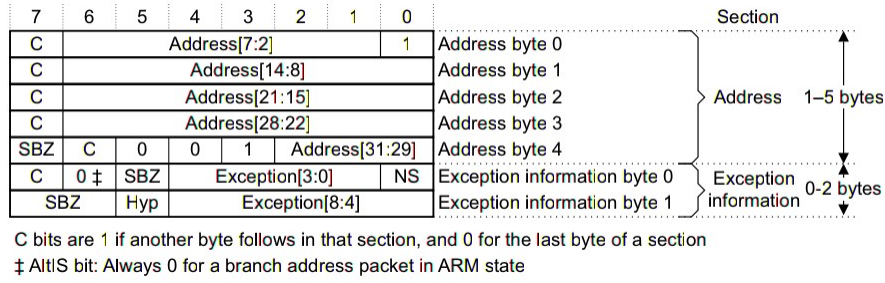 7 6 5 4 3 2 1 0 Section
C Address[7:2] 1 Address byte 0
C Address[14:8] Address byte 1
C Address[21:15] Address byte 2 Address 1–5 bytes
C Address[28:22] Address byte 3
SBZ C 0 0 1 Address[31:29] Address byte 4
C 0 ‡ SBZ Exception[3:0] NS Exception information byte 0 Exception information 0-2 bytes
SBZ Hyp Exception[8:4] Exception information byte 1
C bits are 1 if another byte follows in that section, and 0 for the last byte of a section
‡ AltIS bit: Always 0 for a branch address packet in ARM state